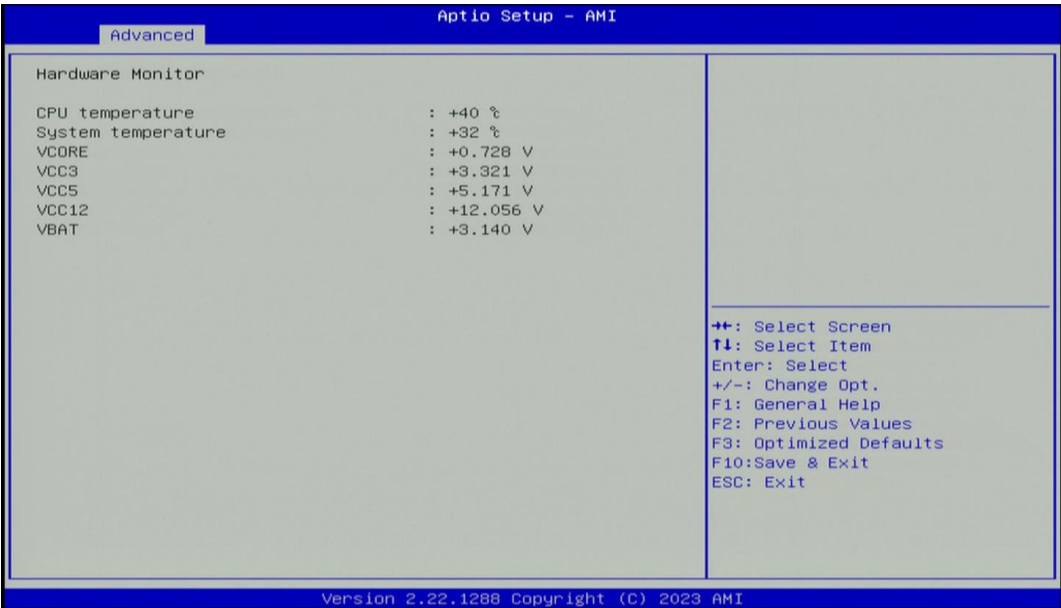 Aptio Setup - AMI
Advanced
Hardware Monitor
CPU temperature : +40 ℃
System temperature : +32 ℃
VCORE : +0.728 V
VCC3 : +3.321 V
VCC5 : +5.171 V
VCC12 : +12.056 V
VBAT : +3.140 V
→←: Select Screen
↑↓: Select Item
Enter: Select
+/-: Change Opt.
F1: General Help
F2: Previous Values
F3: Optimized Defaults
F10:Save & Exit
ESC: Exit
Version 2.22.1288 Copyright (C) 2023 AMI